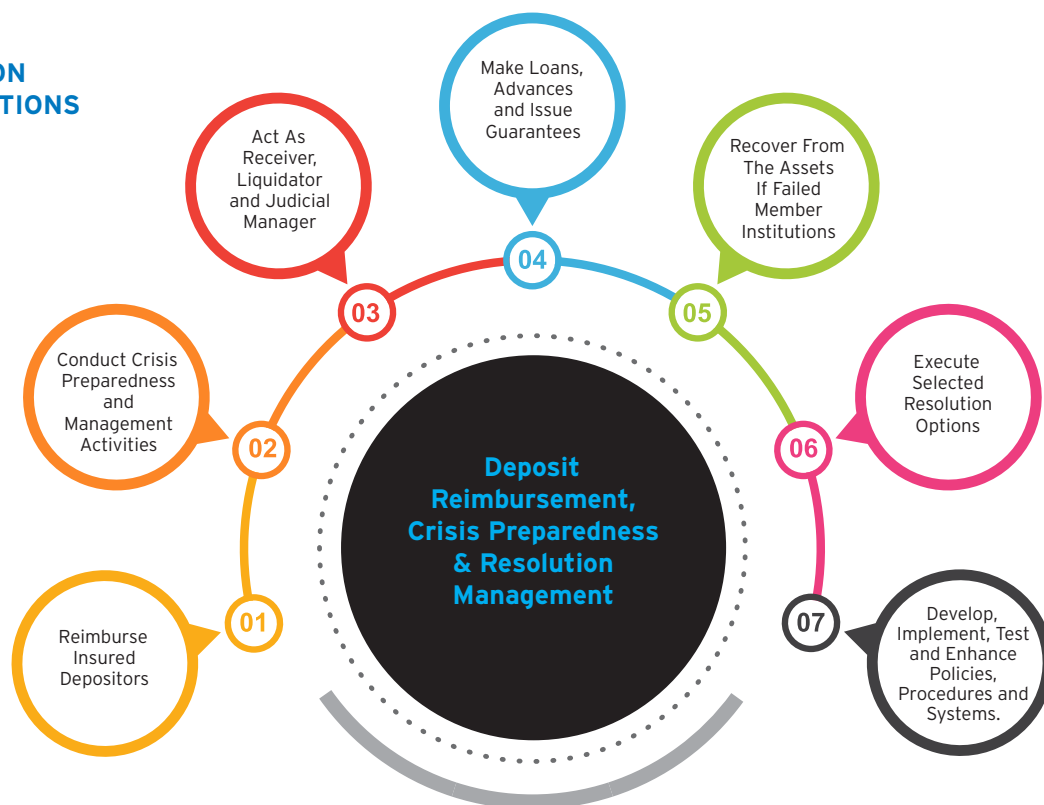 Make Loans,
Advances
and Issue
Guarantees
Act As
Receiver,
Liquidator
and Judicial
Manager
Recover From
The Assets
If Failed
Member
Institutions
04
03
05
Conduct Crisis
Preparedness
and
Management
Activities
Execute
Selected
Resolution
Options
02
06
Deposit
Reimbursement,
Crisis Preparedness
& Resolution
Management
01
07
Reimburse
Insured
Depositors
Develop,
Implement, Test
and Enhance
Policies,
Procedures and
Systems.